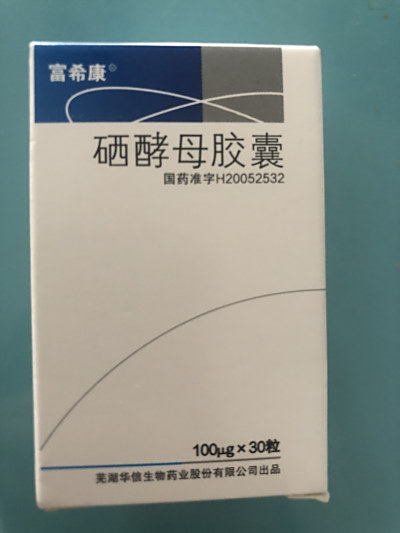 富希康®
硒酵母胶囊
国药准字H20052532
100μg×30粒
芜湖华信生物药业股份有限公司出品